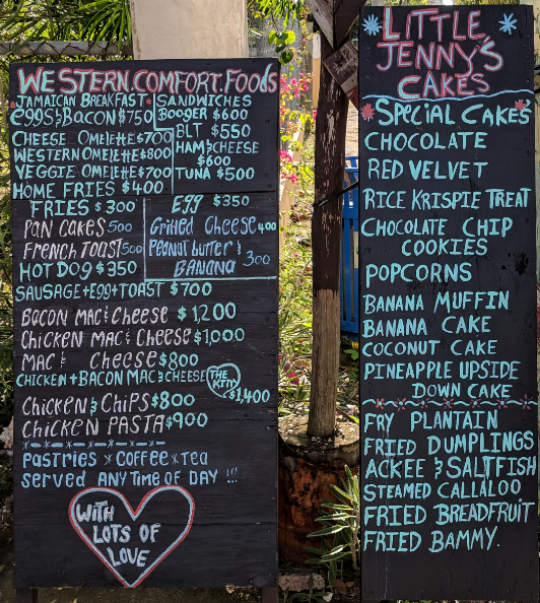 WESTERN.COMFORT.FOODS
JAMAICAN BREAKFAST
eggs & BACON $750
CHEESE OMELETTE $700
WESTERN OMELETTE $800
VEGGIE OMELETTE $700
HOME FRIES $400
SANDWICHES
BOOGER $600
BLT $550
HAM & CHEESE
$600
TUNA $500
FRIES $300
PAN CAKES 500
FRENCH TOAST 500
HOT DOG $350
Egg $350
Grilled Cheese 400
Peanut butter &
BANANA 300
SAUSAGE + Egg + TOAST $700
BACON MAC & CHEESE $1,200
CHICKEN MAC & CHEESE $1,000
MAC & CHEESE $800
CHICKEN + BACON MAC & CHEESE THE
KITTY
$1,400
CHICKEN & CHIPS $800
CHICKEN PASTA $900
PASTRIES x COFFEE x TEA
SERVED ANY TIME OF DAY !!!
WITH
LOTS OF
LOVE
LITTLE
JENNY'S
CAKES
SPECIAL CAKES
CHOCOLATE
RED VELVET
RICE KRISPIE TREAT
CHOCOLATE CHIP
COOKIES
POPCORNS
BANANA MUFFIN
BANANA CAKE
COCONUT CAKE
PINEAPPLE UPSIDE
DOWN CAKE
FRY PLANTAIN
FRIED DUMPLINGS
ACKEE & SALTFISH
STEAMED CALLALOO
FRIED BREADFRUIT
FRIED BAMMY.